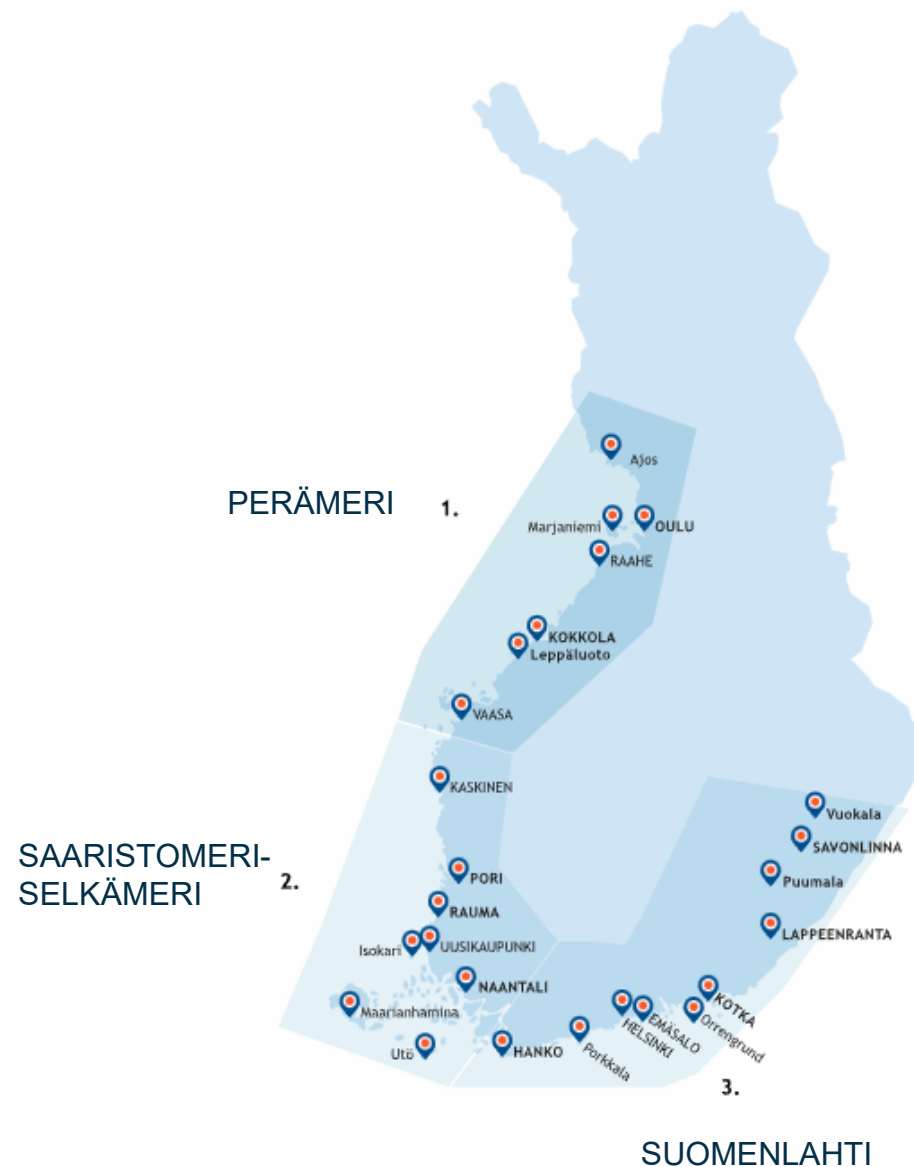 Ajos
PERÄMERI
1.
Marjaniemi
OULU
RAAHE
KOKKOLA
Leppäluoto
VAASA
KASKINEN
Vuokala
SAVONLINNA
SAARISTOMERI-
SELKÄMERI
2.
PORI
Puumala
RAUMA
LAPPEENRANTA
Isokari
UUSIKAUPUNKI
NAANTALI
Maarianhamina
KOTKA
Orrengrund
EMÄSALO
HELSINKI
Utö
HANKO
Porkkala
3.
SUOMENLAHTI